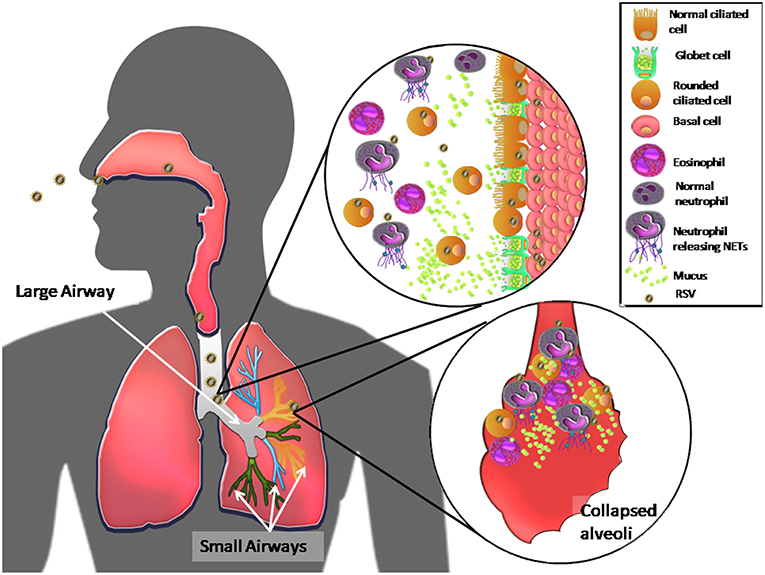 Large Airway
Small Airways
Collapsed
alveoli
Normal ciliated
cell
Globet cell
Rounded
ciliated cell
Basal cell
Eosinophil
Normal
neutrophil
Neutrophil
releasing NETs
Mucus
RSV